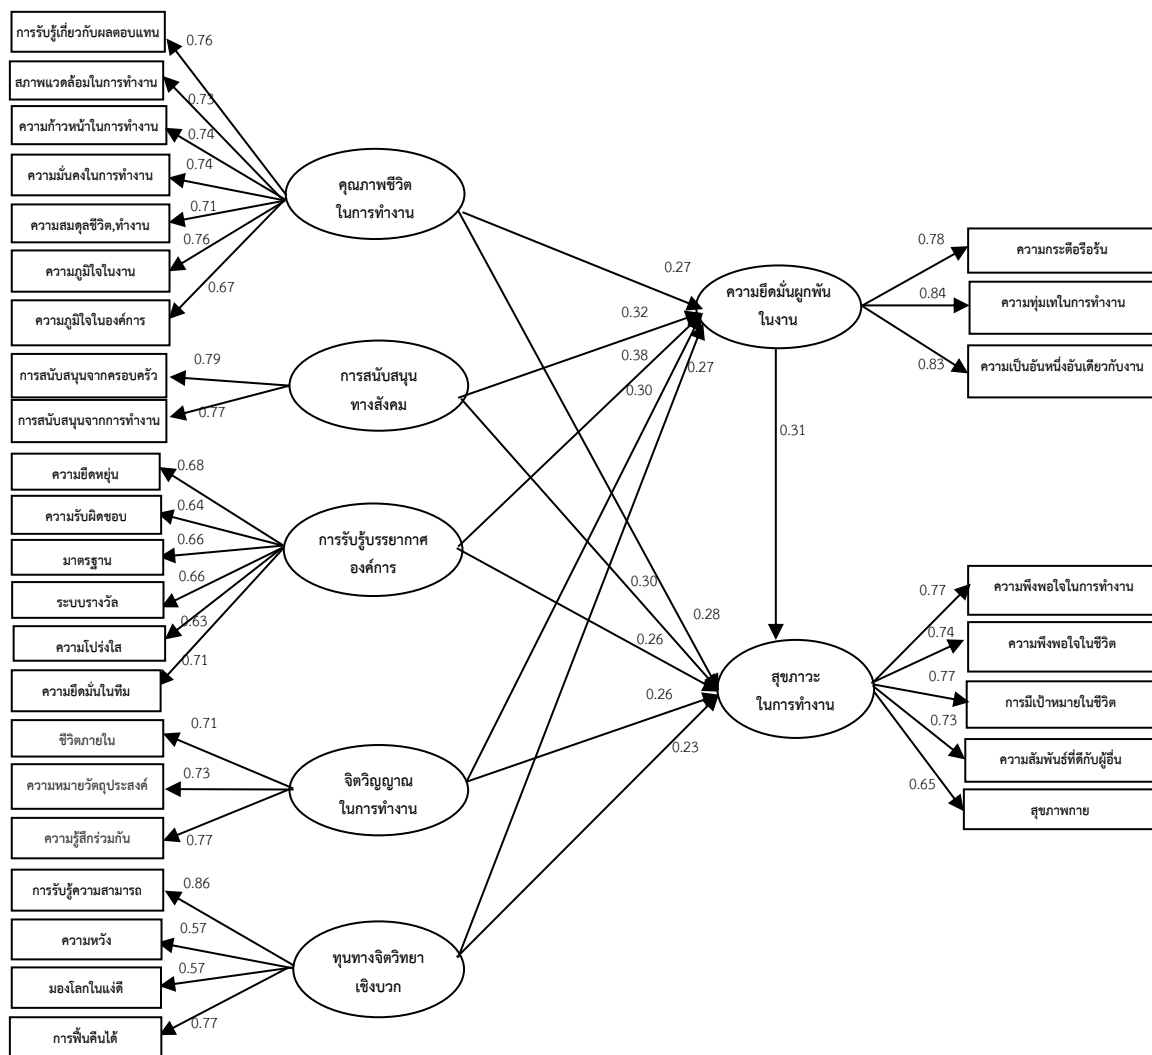 การรับรู้เกี่ยวกับผลตอบแทน
0.76
สภาพแวดล้อมในการทำงาน
0.73
ความก้าวหน้าในการทำงาน
0.74
ความมั่นคงในการทำงาน
0.74
ความสมดุลชีวิต,ทำงาน
0.71
ความภูมิใจในงาน
0.76
ความภูมิใจในองค์การ
0.67
คุณภาพชีวิต
ในการทำงาน
การสนับสนุนจากครอบครัว
0.79
การสนับสนุนจากการทำงาน
0.77
การสนับสนุน
ทางสังคม
ความยืดหยุ่น
0.68
ความรับผิดชอบ
0.64
มาตรฐาน
0.66
ระบบรางวัล
0.66
ความโปร่งใส
0.63
ความยึดมั่นในทีม
0.71
การรับรู้บรรยากาศ
องค์การ
ชีวิตภายใน
0.71
ความหมายวัตถุประสงค์
0.73
ความรู้สึกร่วมกัน
0.77
จิตวิญญาณ
ในการทำงาน
การรับรู้ความสามารถ
0.86
ความหวัง
0.57
มองโลกในแง่ดี
0.57
การฟื้นคืนได้
0.77
ทุนทางจิตวิทยา
เชิงบวก
0.27
0.32
0.38
0.30
0.27
ความยึดมั่นผูกพัน
ในงาน
0.31
0.30
0.28
0.26
0.26
0.23
สุขภาวะ
ในการทำงาน
0.78
ความกระตือรือร้น
0.84
ความทุ่มเทในการทำงาน
0.83
ความเป็นอันหนึ่งอันเดียวกับงาน
0.77
ความพึงพอใจในการทำงาน
0.74
ความพึงพอใจในชีวิต
0.77
การมีเป้าหมายในชีวิต
0.73
ความสัมพันธ์ที่ดีกับผู้อื่น
0.65
สุขภาพกาย